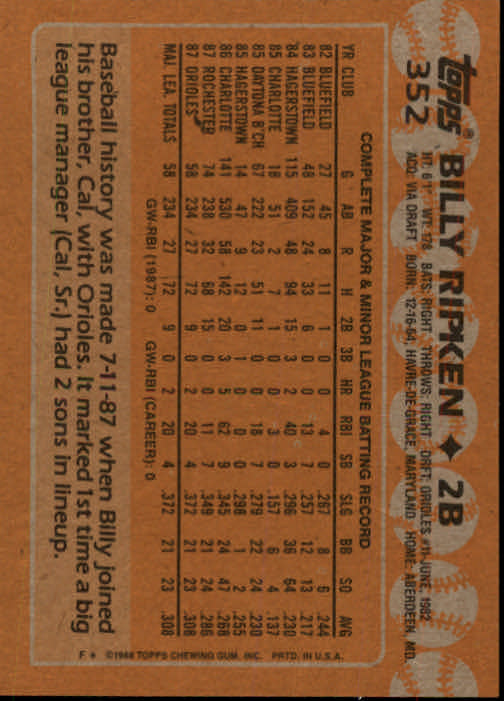 topps® BILLY RIPKEN ◆ 2B
352 HT. 6'1" WT. 178 BATS: RIGHT THROWS: RIGHT DRFT: ORIOLES #11-JUNE, 1982
ACQ: VIA DRAFT BORN: 12-16-64, HAVRE-DE-GRACE, MARYLAND HOME: ABERDEEN, MD.
COMPLETE MAJOR & MINOR LEAGUE BATTING RECORD
YR CLUB G AB R H 2B 3B HR RBI SB SLG BB SO AVG
82 BLUEFIELD 27 45 8 11 1 0 0 4 0 .267 8 6 .244
83 BLUEFIELD 48 152 24 33 6 0 0 13 7 .257 12 13 .217
84 HAGERSTOWN 115 409 48 94 15 3 2 40 3 .296 36 64 .230
85 CHARLOTTE 18 51 2 7 1 0 0 3 0 .157 6 4 .137
85 DAYTONA B'CH 67 222 23 51 11 0 0 18 7 .279 22 24 .230
85 HAGERSTOWN 14 47 9 12 0 1 0 0 0 .298 1 2 .255
86 CHARLOTTE 141 530 58 142 20 3 5 62 9 .345 24 47 .268
87 ROCHESTER 74 238 32 68 15 0 0 11 7 .349 21 24 .286
87 ORIOLES 58 234 27 72 9 0 2 20 4 .372 21 23 .308
MAJ. LEA. TOTALS 58 234 27 72 9 0 2 20 4 .372 21 23 .308
GW-RBI (1987): 0 GW-RBI (CAREER): 0
Baseball history was made 7-11-87 when Billy joined
his brother, Cal, with Orioles. It marked 1st time a big
league manager (Cal, Sr.) had 2 sons in lineup.
F * ©1988 TOPPS CHEWING GUM, INC. PRTD. IN U.S.A.